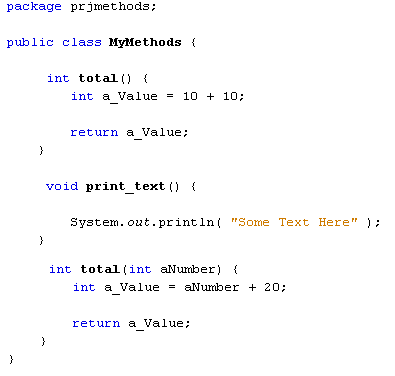 package prjmethods;
public class MyMethods {
int total() {
int a_Value = 10 + 10;
return a_Value;
}
void print_text() {
System.out.println( "Some Text Here" );
}
int total(int aNumber) {
int a_Value = aNumber + 20;
return a_Value;
}
}